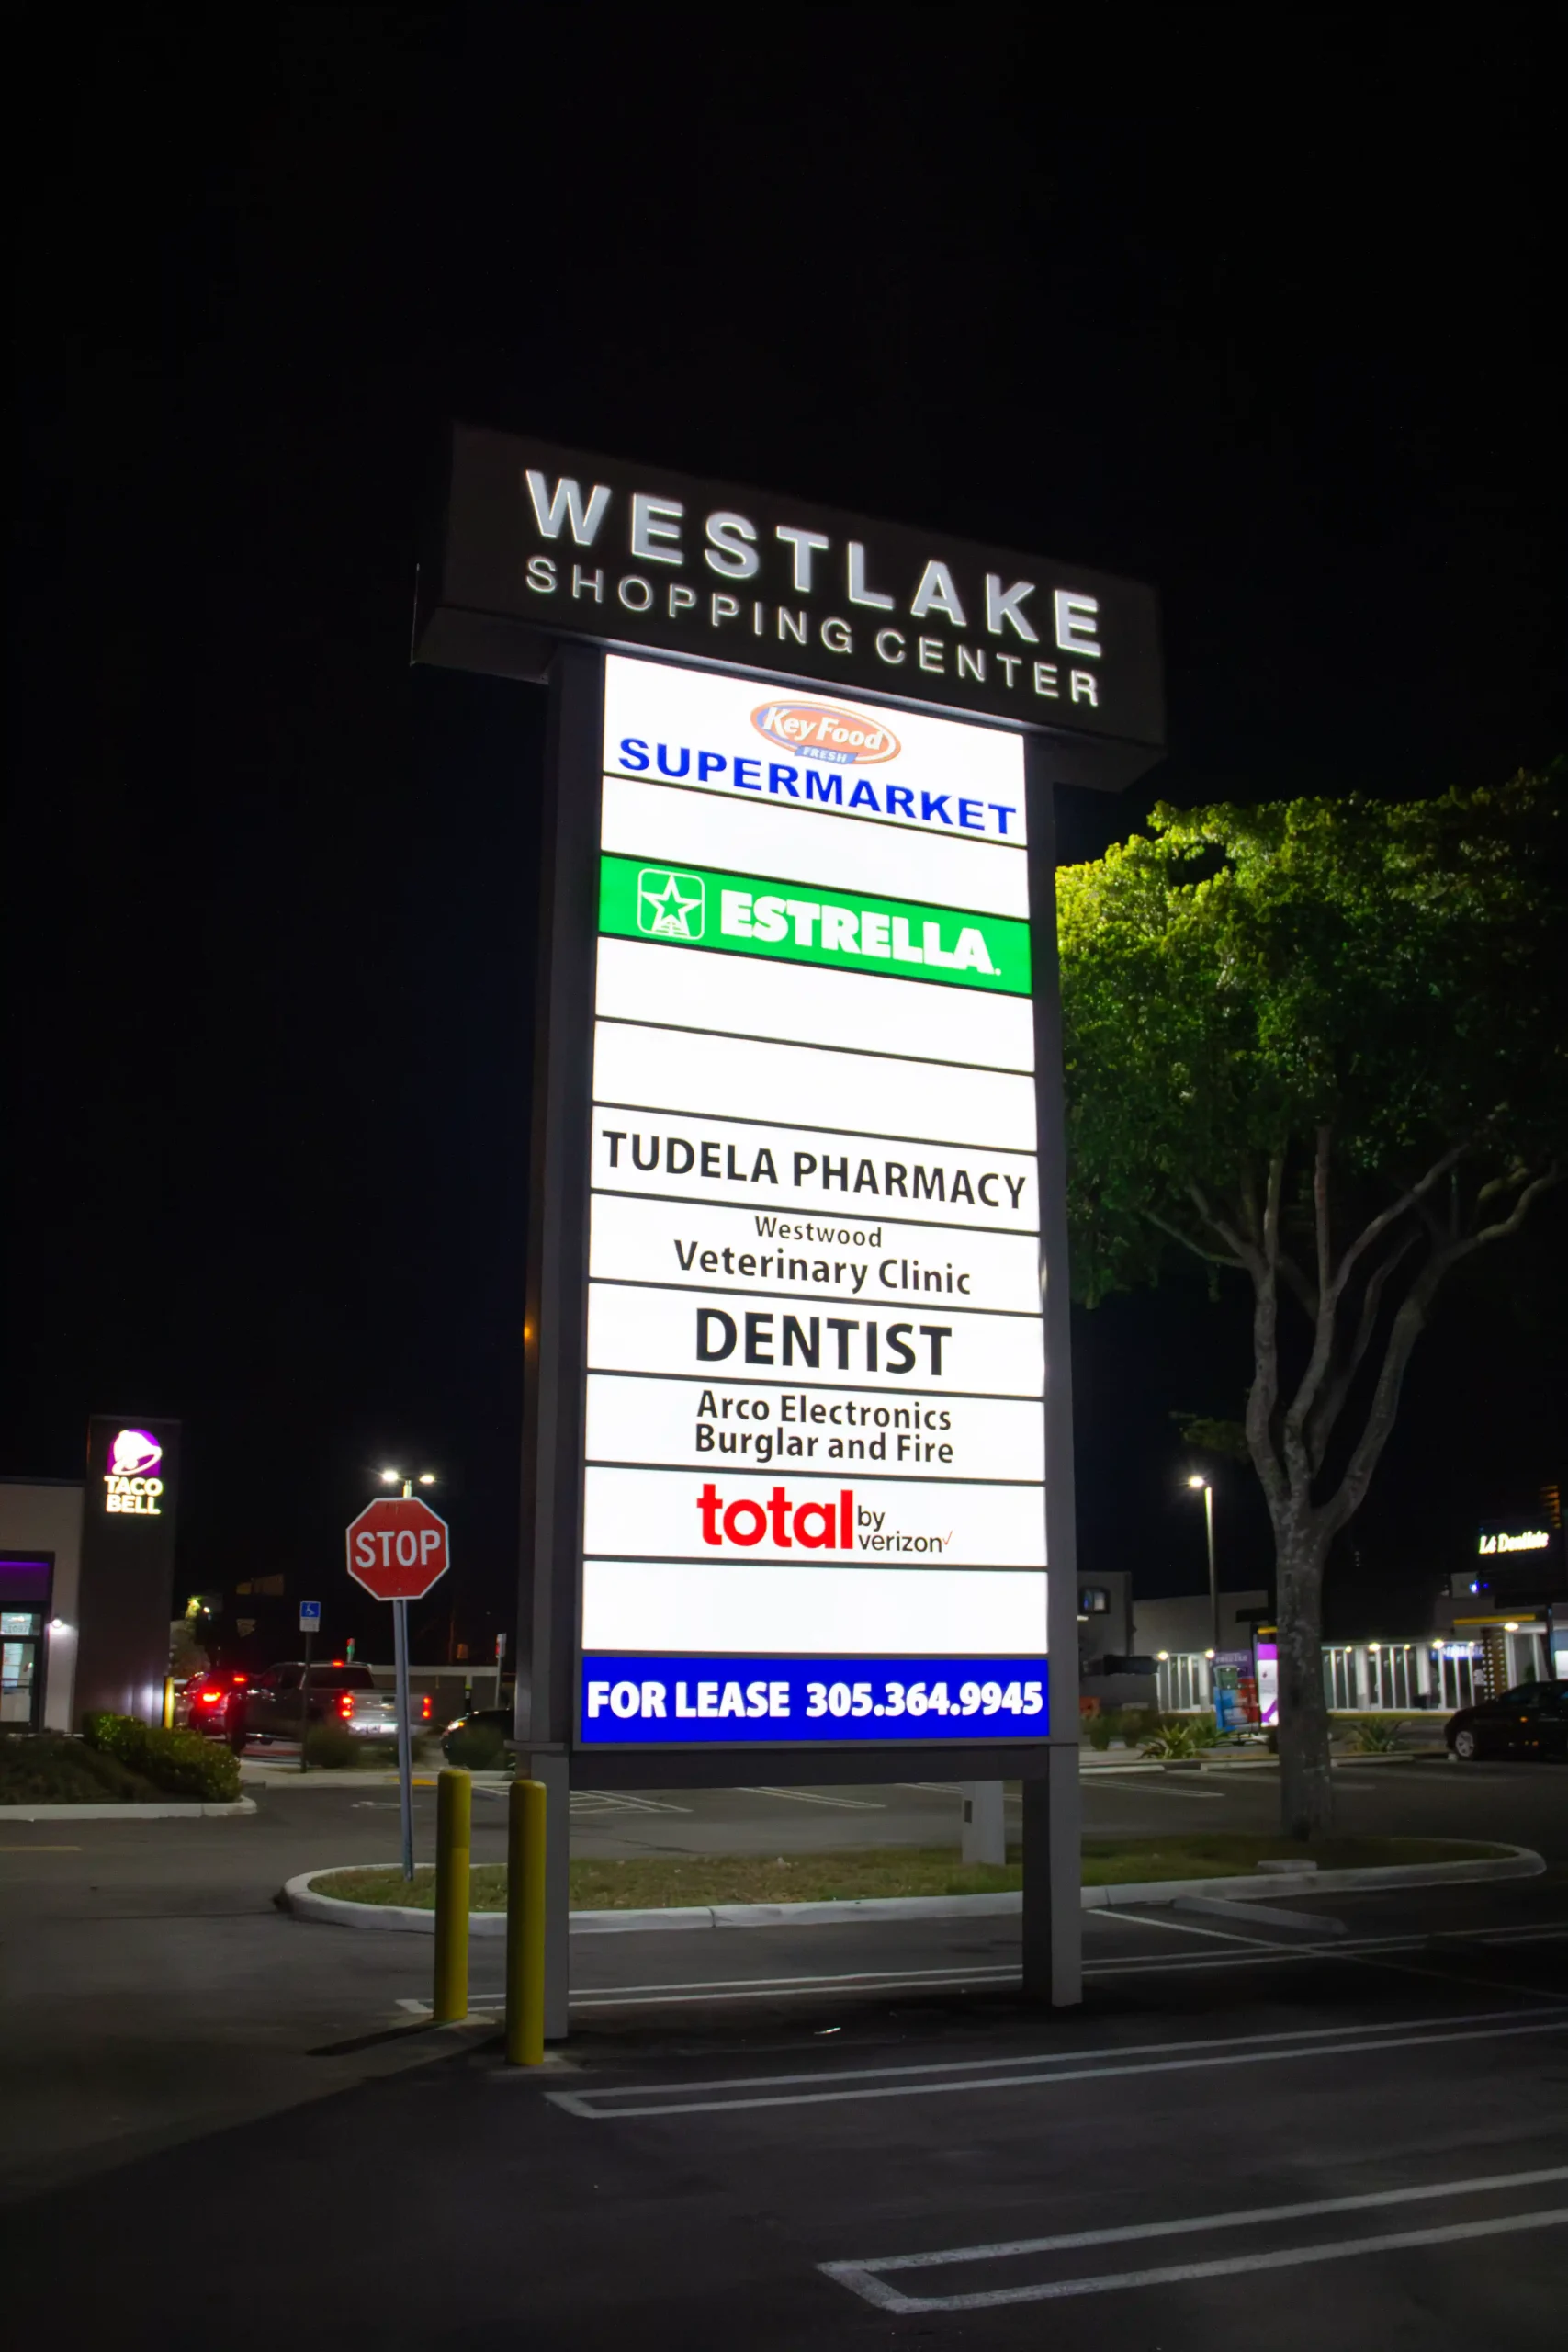 WESTLAKE
SHOPPING CENTER
Key Food
FRESH
SUPERMARKET
ESTRELLA
TUDELA PHARMACY
Westwood
Veterinary Clinic
DENTIST
Arco Electronics
Burglar and Fire
total by
verizon
FOR LEASE 305.364.9945
TACO
BELL
STOP